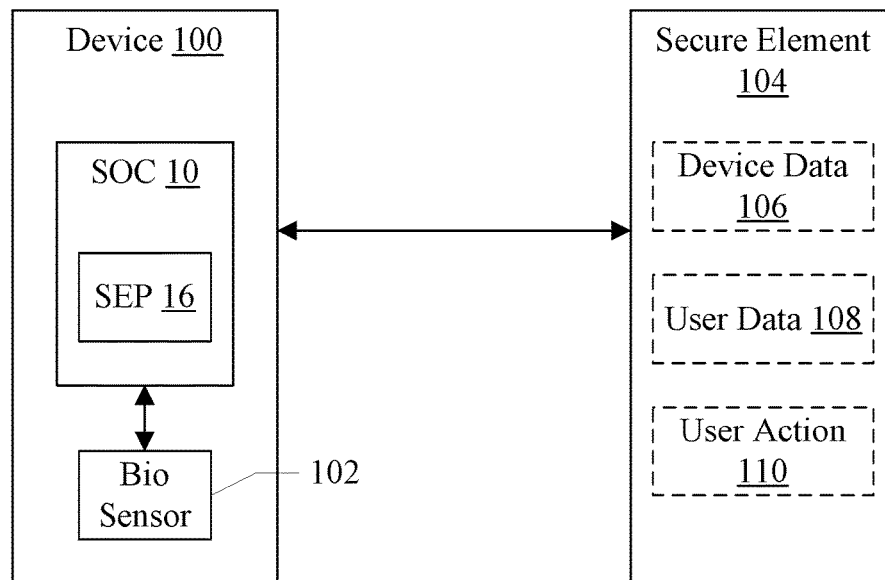 Device 100
SOC 10
SEP 16
Bio
Sensor
102
Secure Element
104
Device Data
106
User Data 108
User Action
110